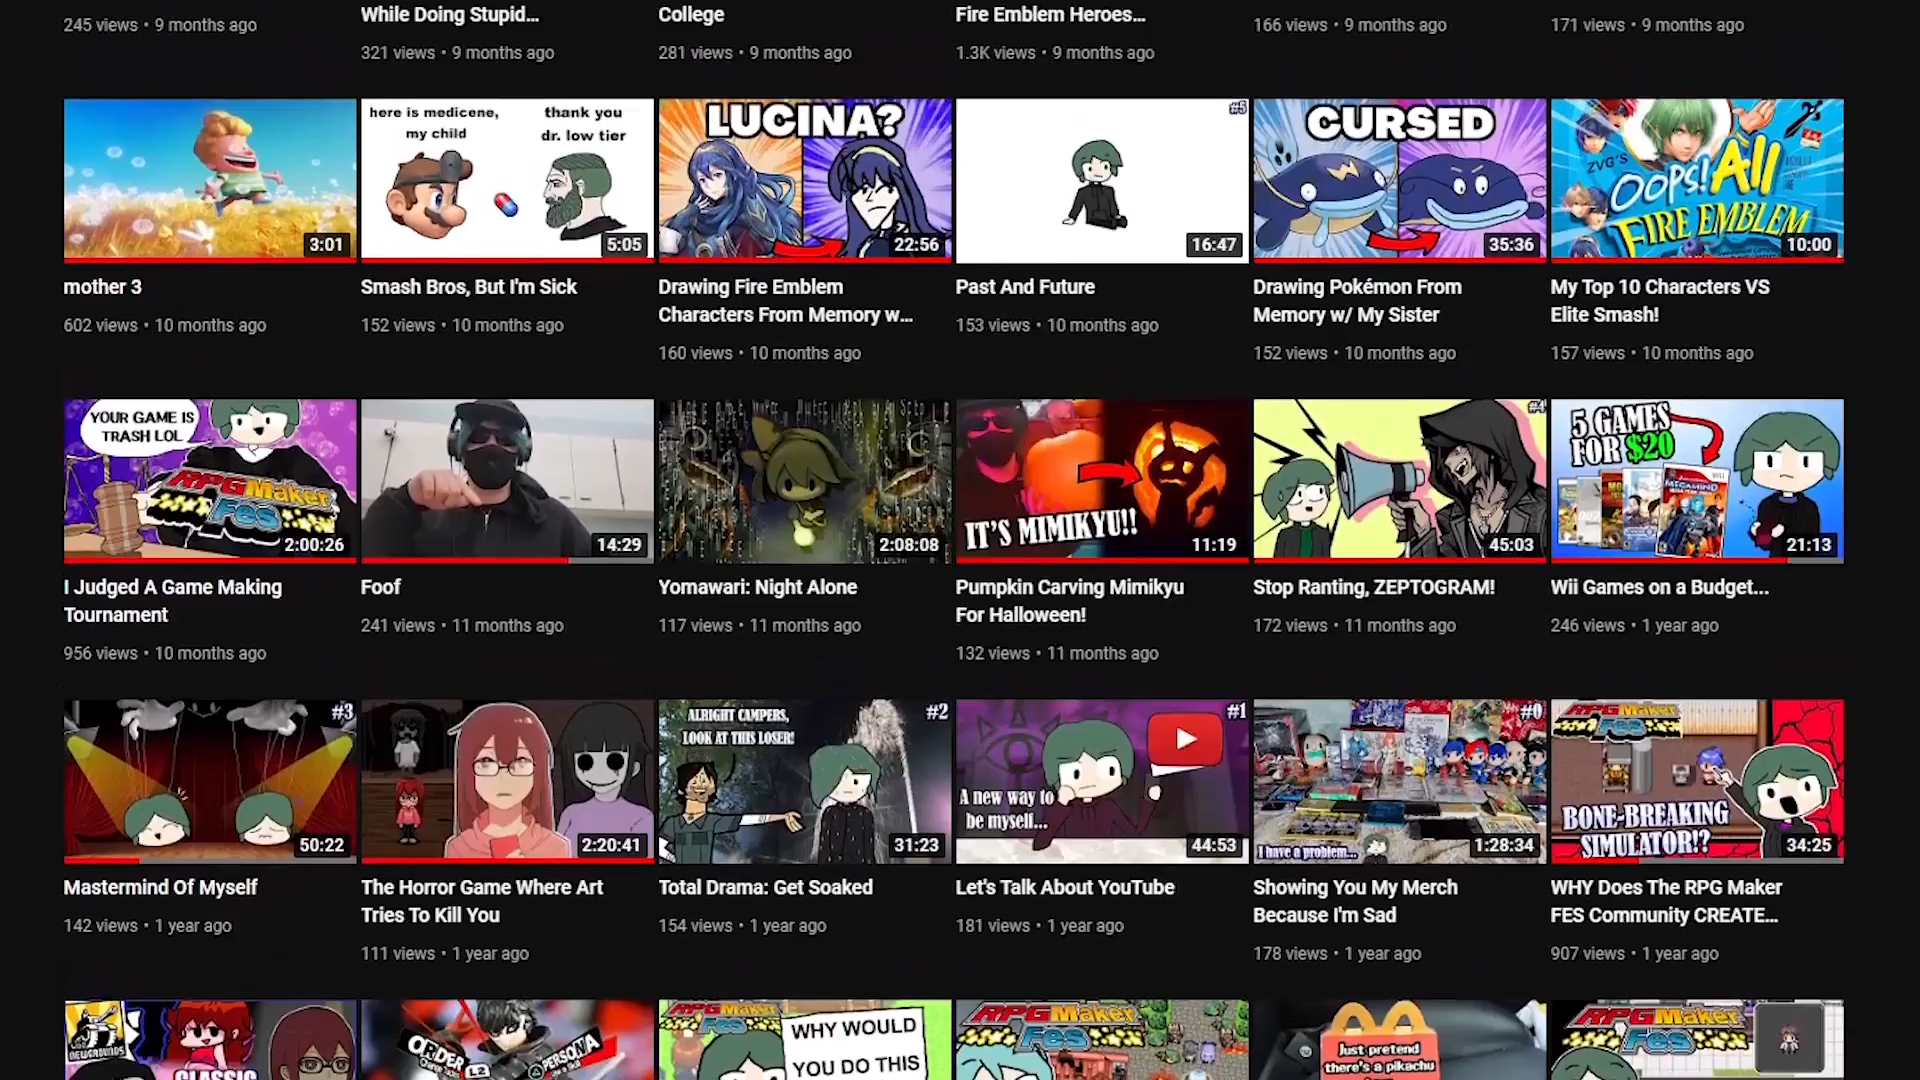 245 views • 9 months ago
While Doing Stupid...
321 views • 9 months ago
College
281 views • 9 months ago
Fire Emblem Heroes...
1.3K views • 9 months ago
166 views • 9 months ago
171 views • 9 months ago
3:01
mother 3
602 views • 10 months ago
here is medicene,
my child
thank you
dr. low tier
5:05
Smash Bros, But I'm Sick
152 views • 10 months ago
LUCINA?
22:56
Drawing Fire Emblem
Characters From Memory w...
160 views • 10 months ago
#5
16:47
Past And Future
153 views • 10 months ago
CURSED
35:36
Drawing Pokémon From
Memory w/ My Sister
152 views • 10 months ago
ZVG'S
OOPS! All
FIRE EMBLEM
10:00
My Top 10 Characters VS
Elite Smash!
157 views • 10 months ago
YOUR GAME IS
TRASH LOL
RPG Maker
Fes
2:00:26
I Judged A Game Making
Tournament
956 views • 10 months ago
14:29
Foof
241 views • 11 months ago
2:08:08
Yomawari: Night Alone
117 views • 11 months ago
IT'S MIMIKYU!!
11:19
Pumpkin Carving Mimikyu
For Halloween!
132 views • 11 months ago
#4
45:03
Stop Ranting, ZEPTOGRAM!
172 views • 11 months ago
5 GAMES
FOR $20
MEGAMIND
21:13
Wii Games on a Budget...
246 views • 1 year ago
#3
50:22
Mastermind Of Myself
142 views • 1 year ago
2:20:41
The Horror Game Where Art
Tries To Kill You
111 views • 1 year ago
ALRIGHT CAMPERS,
LOOK AT THIS LOSER!
#2
31:23
Total Drama: Get Soaked
154 views • 1 year ago
#1
A new way to
be myself...
44:53
Let's Talk About YouTube
181 views • 1 year ago
#0
I have a problem...
1:28:34
Showing You My Merch
Because I'm Sad
178 views • 1 year ago
RPG Maker
Fes
BONE-BREAKING
SIMULATOR!?
34:25
WHY Does The RPG Maker
FES Community CREATE...
907 views • 1 year ago
NEWGROUNDS
CLASSIC
ORDER
L2
PERSONA
RPG Maker
Fes
WHY WOULD
YOU DO THIS
RPG Maker
Fes
Just pretend
there's a pikachu
RPG Maker
Fes